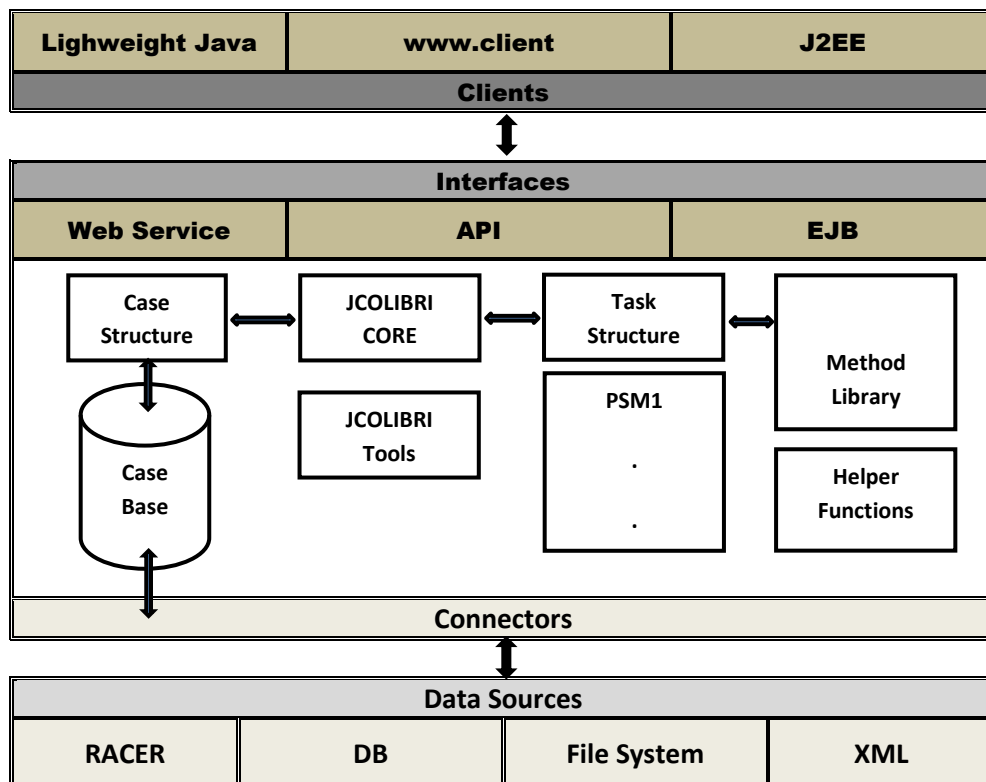 Lighweight Java www.client J2EE
Clients
Interfaces
Web Service API EJB
Case
Structure
JCOLIBRI
CORE
Task
Structure
Method
Library
Case
Base
JCOLIBRI
Tools
PSM1
.
.
Helper
Functions
Connectors
Data Sources
RACER DB File System XML